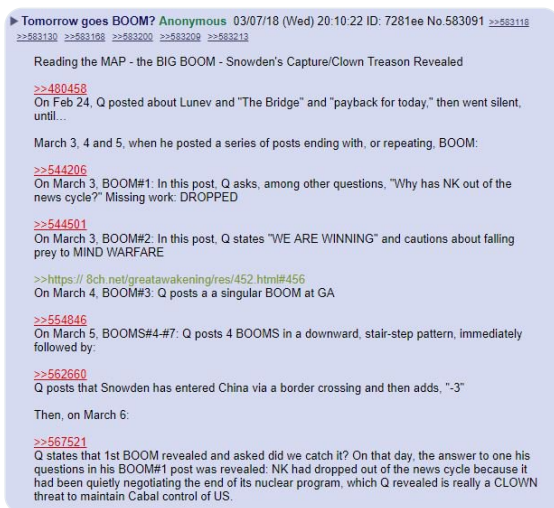 ▶ Tomorrow goes BOOM? Anonymous 03/07/18 (Wed) 20:10:22 ID: 7281ee No.583091 >>583118
>>583130 >>583168 >>583200 >>583209 >>583213
Reading the MAP - the BIG BOOM - Snowden's Capture/Clown Treason Revealed
>>480458
On Feb 24, Q posted about Lunev and "The Bridge" and "payback for today," then went silent,
until...
March 3, 4 and 5, when he posted a series of posts ending with, or repeating, BOOM:
>>544206
On March 3, BOOM#1: In this post, Q asks, among other questions, "Why has NK out of the
news cycle?" Missing work: DROPPED
>>544501
On March 3, BOOM#2: In this post, Q states "WE ARE WINNING" and cautions about falling
prey to MIND WARFARE
>>https:// 8ch.net/greatawakening/res/452.html#456
On March 4, BOOM#3: Q posts a a singular BOOM at GA
>>554846
On March 5, BOOMS#4-#7: Q posts 4 BOOMS in a downward, stair-step pattern, immediately
followed by:
>>562660
Q posts that Snowden has entered China via a border crossing and then adds, "-3"
Then, on March 6:
>>567521
Q states that 1st BOOM revealed and asked did we catch it? On that day, the answer to one his
questions in his BOOM#1 post was revealed: NK had dropped out of the news cycle because it
had been quietly negotiating the end of its nuclear program, which Q revealed is really a CLOWN
threat to maintain Cabal control of US.